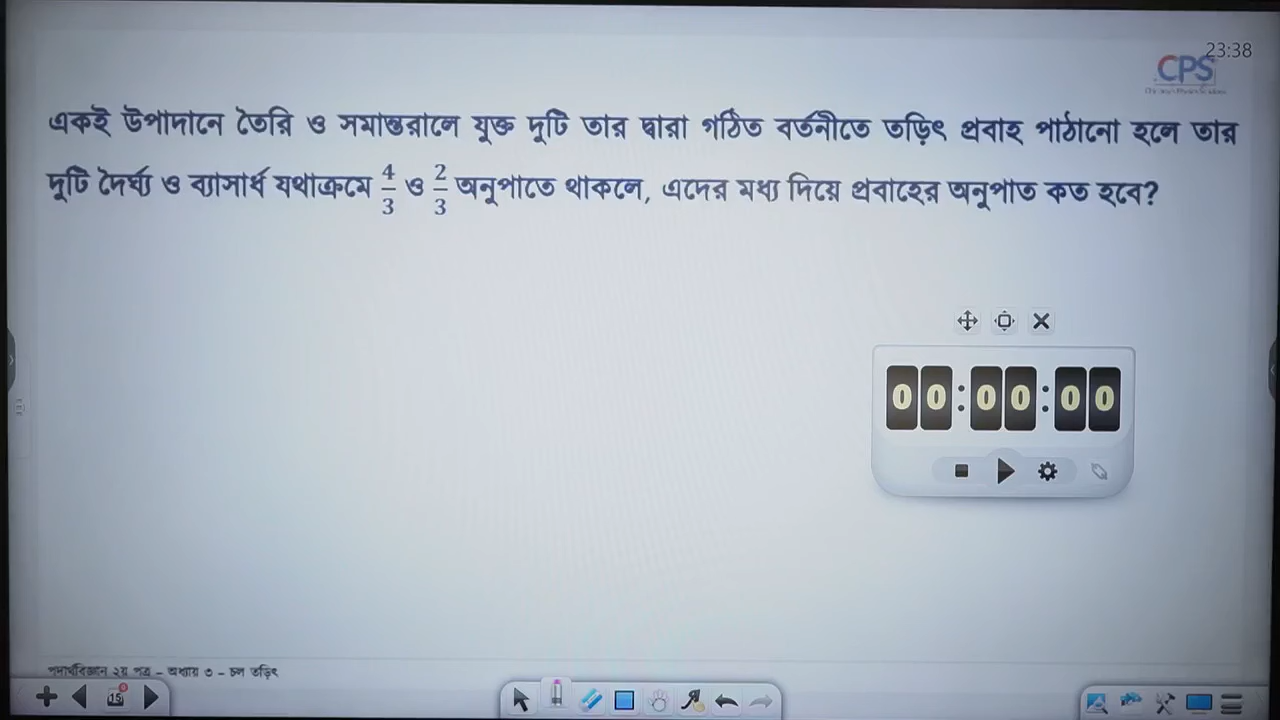 23:38
CPS
একই উপাদানে তৈরি ও সমান্তরালে যুক্ত দুটি তার দ্বারা গঠিত বর্তনীতে তড়িৎ প্রবাহ পাঠানো হলে তার
দুটি দৈর্ঘ্য ও ব্যাসার্ধ যথাক্রমে 4/3 ও 2/3 অনুপাতে থাকলে, এদের মধ্য দিয়ে প্রবাহের অনুপাত কত হবে?
00:00:00
পদার্থবিজ্ঞান ২য় পত্র – অধ্যায় ৩ – চল তড়িৎ
15